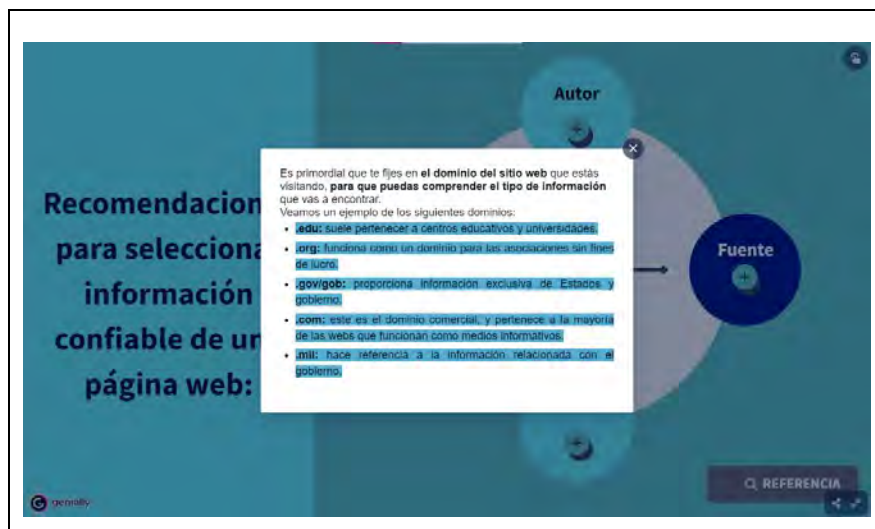 Autor
Recomendacion
para selecciona
información
confiable de un
página web:
Es primordial que te fijes en el dominio del sitio web que estás
visitando, para que puedas comprender el tipo de información
que vas a encontrar.
Veamos un ejemplo de los siguientes dominios:
• .edu: suele pertenecer a centros educativos y universidades.
• .org: funciona como un dominio para las asociaciones sin fines
de lucro.
• .gov/gob: proporciona información exclusiva de Estados y
gobierno.
• .com: este es el dominio comercial, y pertenece a la mayoría
de las webs que funcionan como medios informativos.
• .mil: hace referencia a la información relacionada con el
gobierno.
Fuente
REFERENCIA
genially